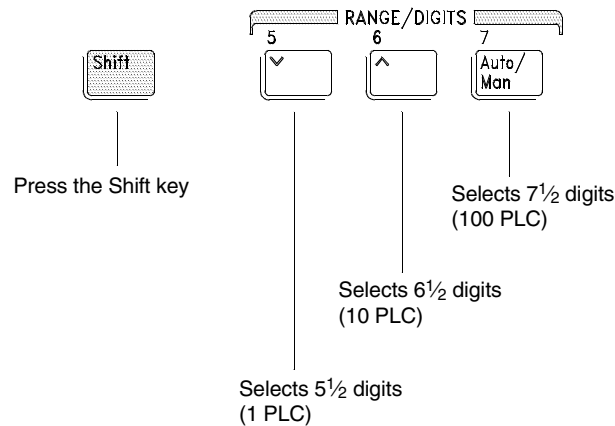 RANGE/DIGITS
5 6 7
Shift
Auto/
Man
Press the Shift key
Selects 7½ digits
(100 PLC)
Selects 6½ digits
(10 PLC)
Selects 5½ digits
(1 PLC)